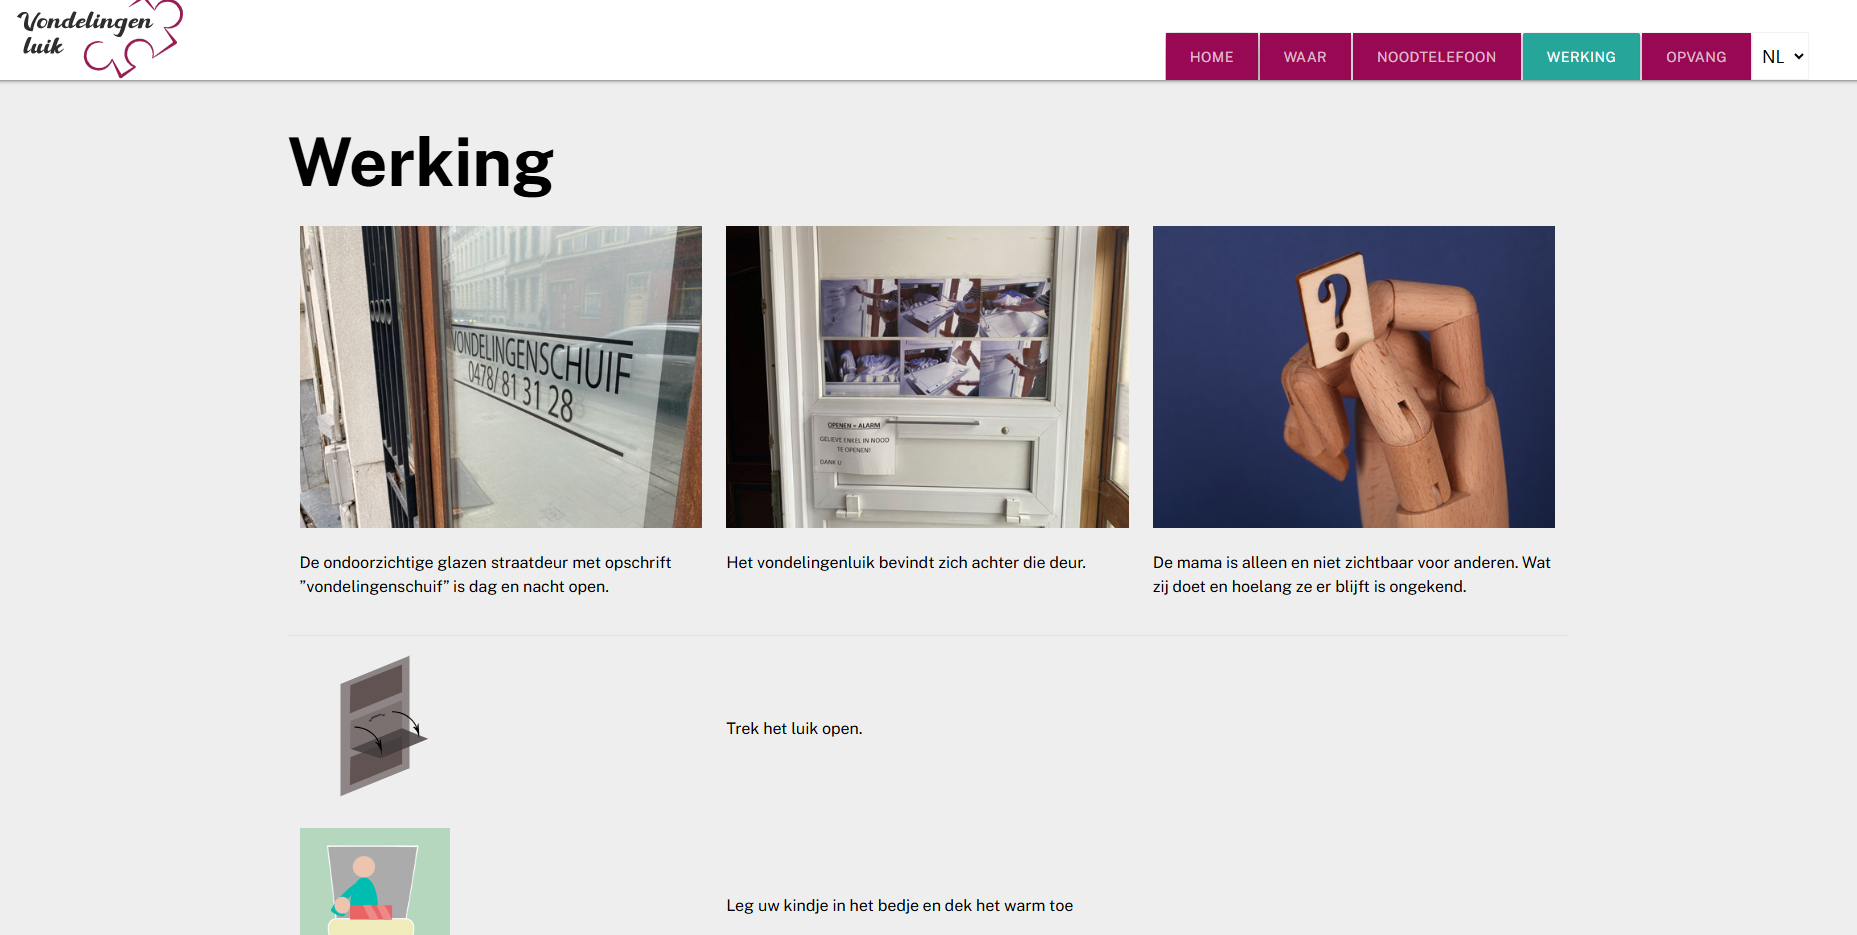 Vondelingen
luik
HOME
WAAR
NOODTELEFOON
WERKING
OPVANG
NL
Werking
VONDELINGENSCHUIF
0478/ 81 31 28
OPENEN = ALARM
GELIEVE ENKEL IN NOOD
TE OPENEN!
DANK U
?
De ondoorzichtige glazen straatdeur met opschrift
”vondelingenschuif” is dag en nacht open.
Het vondelingenluik bevindt zich achter die deur.
De mama is alleen en niet zichtbaar voor anderen. Wat
zij doet en hoelang ze er blijft is ongekend.
Trek het luik open.
Leg uw kindje in het bedje en dek het warm toe